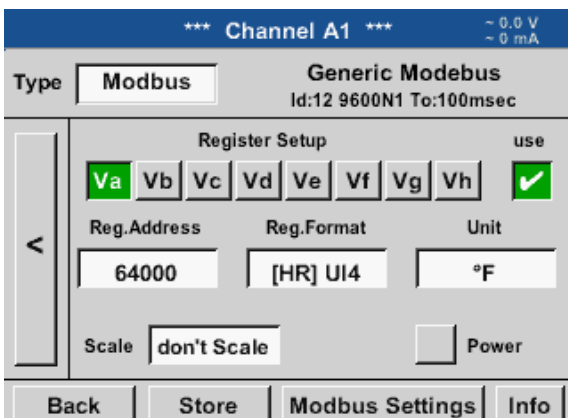 *** Channel A1 ***
~ 0.0 V
~ 0 mA
Type Modbus
Generic Modebus
Id:12 9600N1 To:100msec
<
Register Setup use
Va Vb Vc Vd Ve Vf Vg Vh
Reg.Address Reg.Format Unit
64000 [HR] UI4 °F
Scale don't Scale Power
Back Store Modbus Settings Info